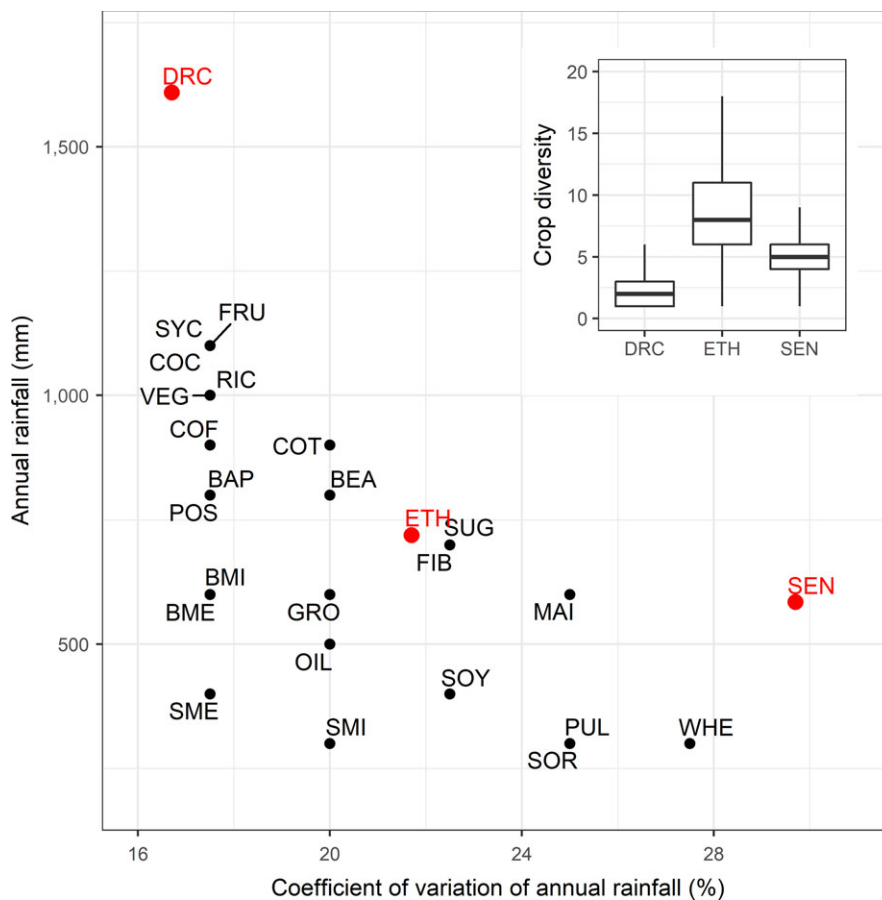 DRC
1,500
20
15
10
5
0
Crop diversity
DRC ETH SEN
FRU
SYC
COC
RIC
VEG
1,000
COF
COT
BAP
BEA
POS
ETH
SUG
FIB
BMI
BME
GRO
MAI
SEN
500
OIL
SME
SOY
SMI
PUL
WHE
SOR
Annual rainfall (mm)
16 20 24 28
Coefficient of variation of annual rainfall (%)